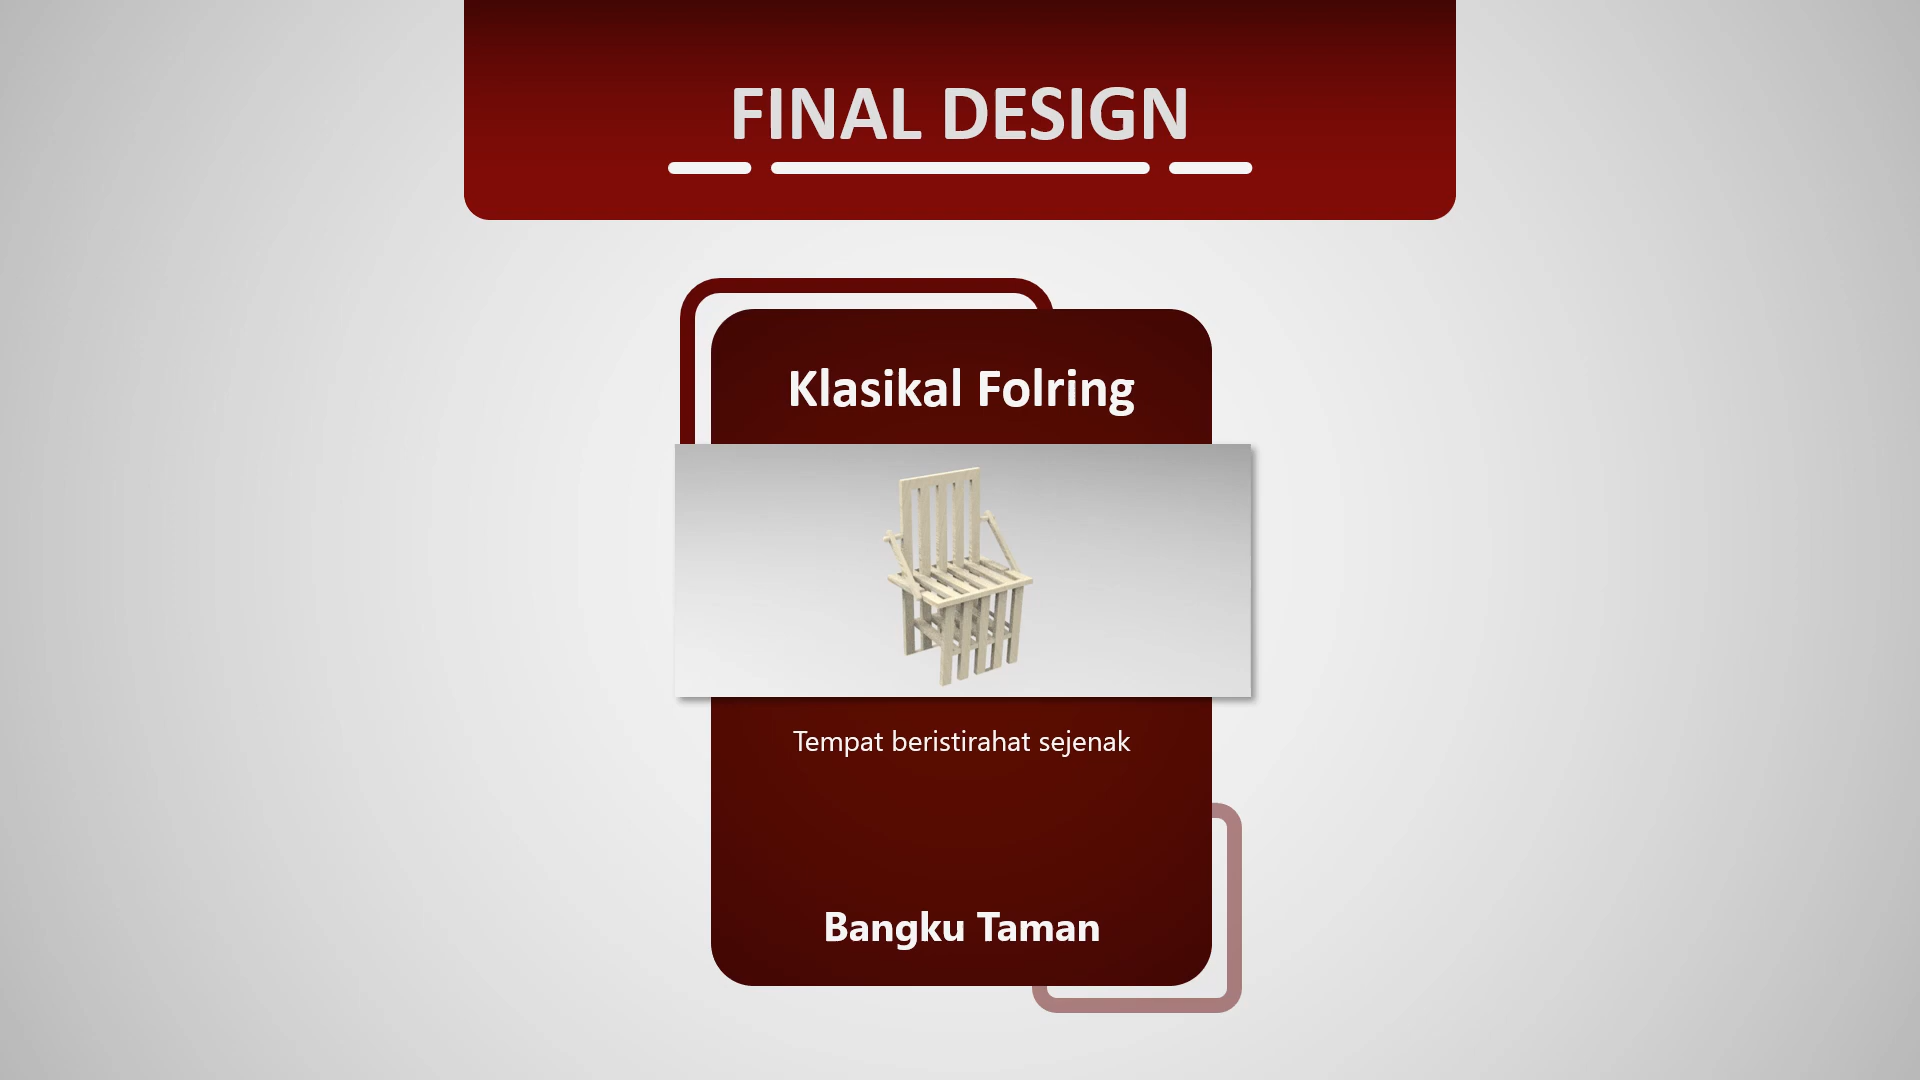 FINAL DESIGN
Klasikal Folring
Tempat beristirahat sejenak
Bangku Taman